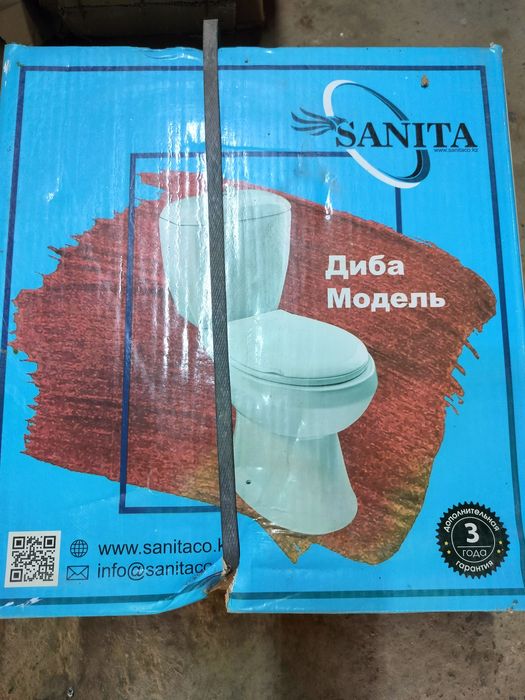 SANITA
www.sanitaco.kz
Диба
Модель
www.sanitaco.k
info@sanitaco
ДОПОЛНИТЕЛЬНАЯ
3
года
гарантия